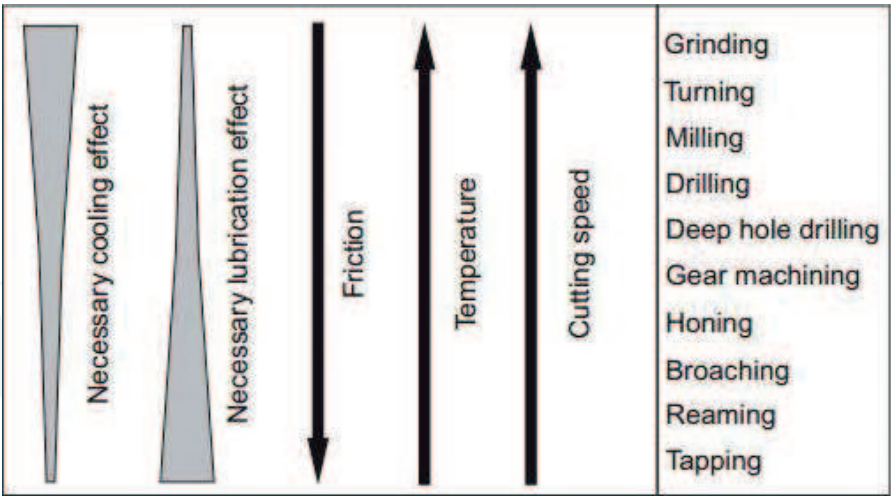 Necessary cooling effect
Necessary lubrication effect
Friction
Temperature
Cutting speed
Grinding
Turning
Milling
Drilling
Deep hole drilling
Gear machining
Honing
Broaching
Reaming
Tapping